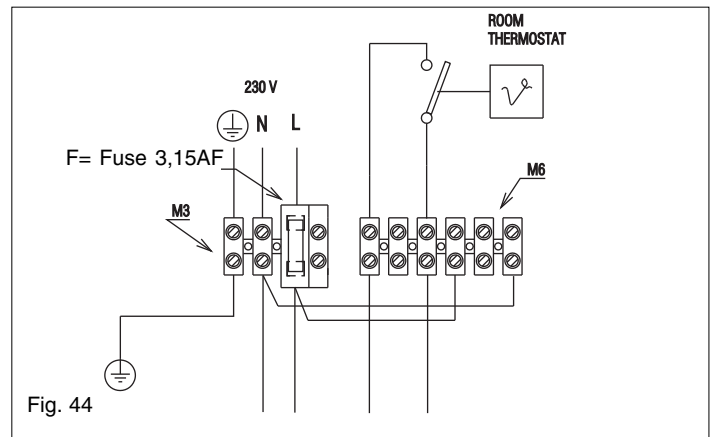 ROOM
THERMOSTAT
230 V
N L
F= Fuse 3,15AF
M3
M6
Fig. 44